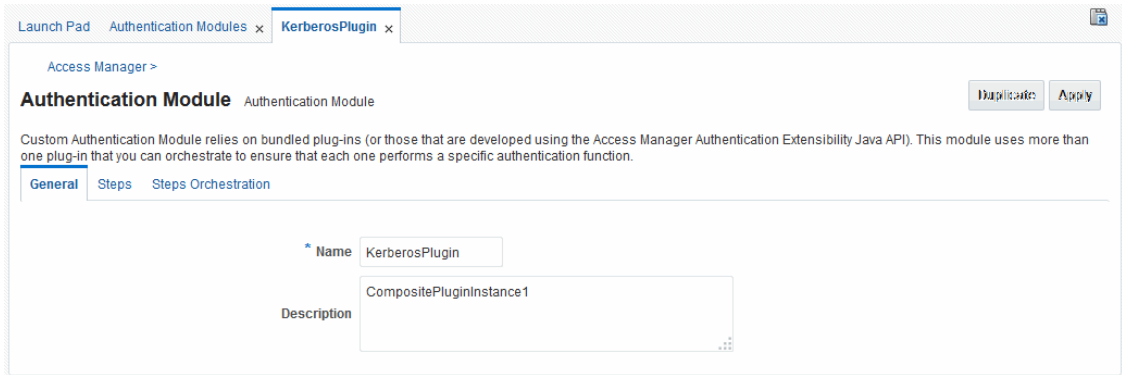 Launch Pad Authentication Modules × KerberosPlugin ×
Access Manager >
Authentication Module Authentication Module
Duplicate Apply
Custom Authentication Module relies on bundled plug-ins (or those that are developed using the Access Manager Authentication Extensibility Java API). This module uses more than
one plug-in that you can orchestrate to ensure that each one performs a specific authentication function.
General Steps Steps Orchestration
* Name KerberosPlugin
CompositePluginInstance1
Description